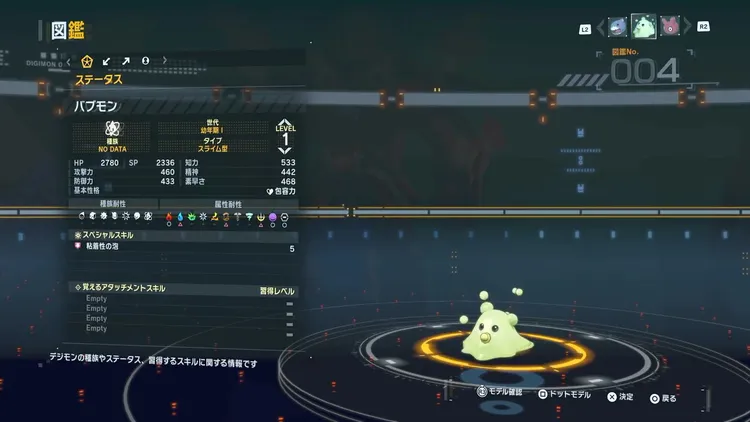 図鑑
L2
R2
図鑑No.
004
DIGIMON D
ステータス
バブモン
種族
NO DATA
世代
幼年期 I
タイプ
スライム型
LEVEL
1
HP 2780 SP 2336 知力 533
攻撃力 460 精神 442
防御力 433 素早さ 468
基本性格 包容力
種族耐性 属性耐性
スペシャルスキル
粘着性の泡 5
覚えるアタッチメントスキル 習得レベル
Empty
Empty
Empty
Empty
デジモンの種族やステータス、習得するスキルに関する情報です
R3 モデル確認 ドットモデル 決定 戻る